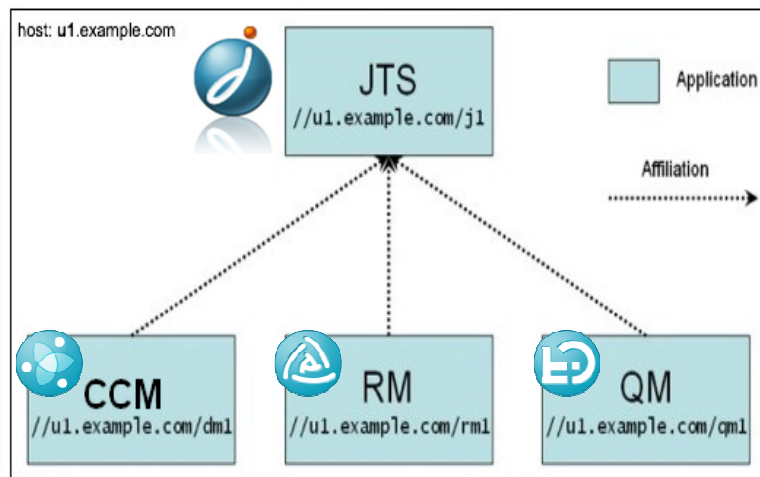 host: u1.example.com
JTS
//u1.example.com/j1
Application
Affiliation
CCM
//u1.example.com/dm1
RM
//u1.example.com/rm1
QM
//u1.example.com/qm1